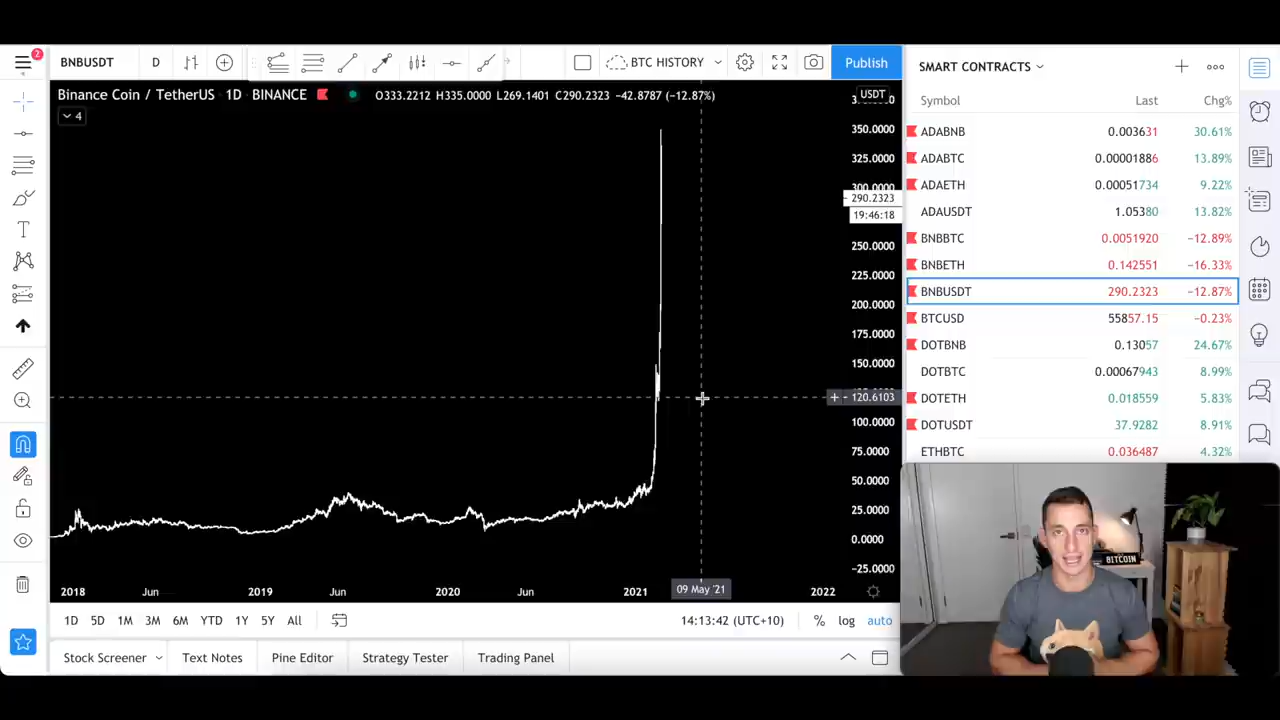 2
BNBUSDT D BTC HISTORY Publish
Binance Coin / TetherUS · 1D · BINANCE O333.2212 H335.0000 L269.1401 C290.2323 −42.8787 (−12.87%)
4
USDT
350.0000
325.0000
300.0000
290.2323
19:46:18
250.0000
225.0000
200.0000
175.0000
150.0000
120.6103
100.0000
75.0000
50.0000
25.0000
0.0000
−25.0000
2018 Jun 2019 Jun 2020 Jun 2021 09 May '21 2022
1D 5D 1M 3M 6M YTD 1Y 5Y All 14:13:42 (UTC+10) % log auto
Stock Screener Text Notes Pine Editor Strategy Tester Trading Panel
SMART CONTRACTS
Symbol Last Chg%
ADABNB 0.003631 30.61%
ADABTC 0.00001886 13.89%
ADAETH 0.00051734 9.22%
ADAUSDT 1.05380 13.82%
BNBBTC 0.0051920 −12.89%
BNBETH 0.142551 −16.33%
BNBUSDT 290.2323 −12.87%
BTCUSD 55857.15 −0.23%
DOTBNB 0.13057 24.67%
DOTBTC 0.00067943 8.99%
DOTETH 0.018559 5.83%
DOTUSDT 37.9282 8.91%
ETHBTC 0.036487 4.32%
BITCOIN